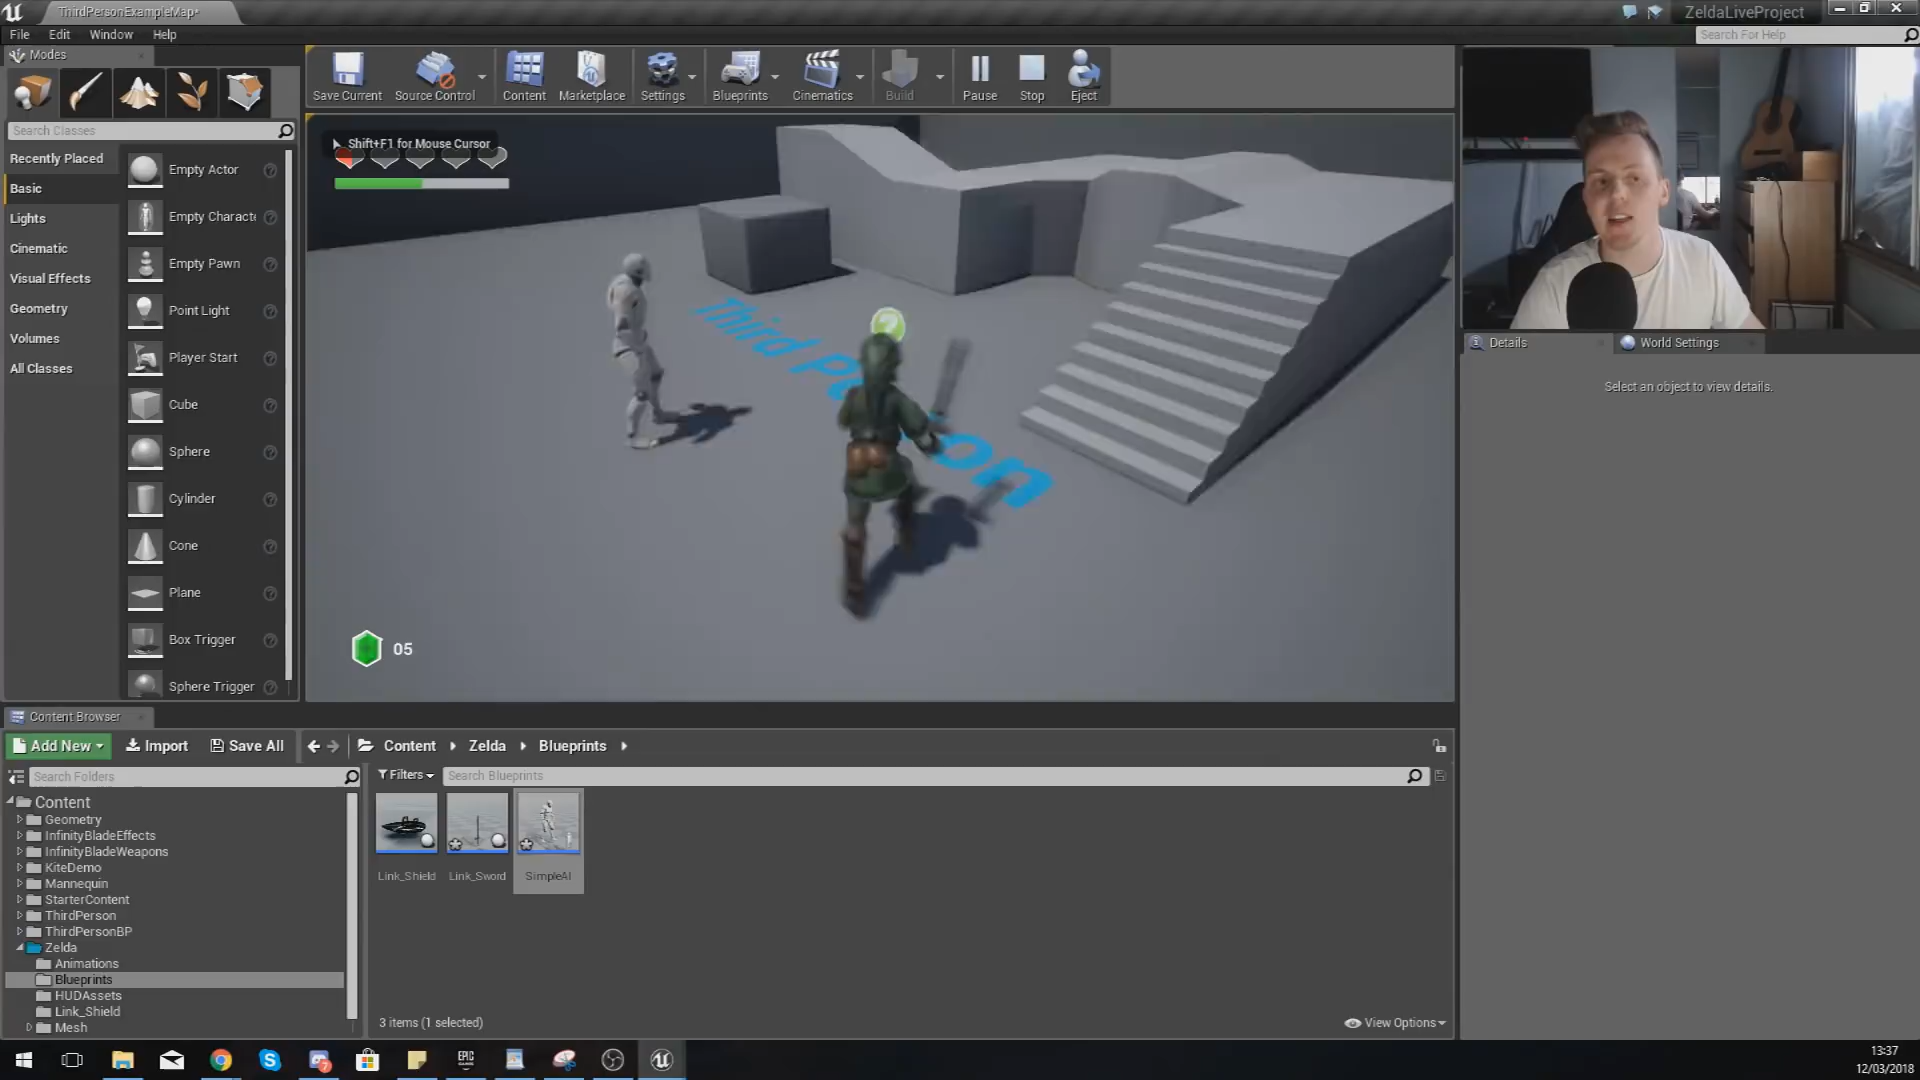 ThirdPersonExampleMap*
ZeldaLiveProject
File Edit Window Help
Search For Help
Modes
Save Current
Source Control
Content
Marketplace
Settings
Blueprints
Cinematics
Build
Pause
Stop
Eject
Search Classes
Recently Placed
Basic
Lights
Cinematic
Visual Effects
Geometry
Volumes
All Classes
Empty Actor
Empty Characte
Empty Pawn
Point Light
Player Start
Cube
Sphere
Cylinder
Cone
Plane
Box Trigger
Sphere Trigger
Shift+F1 for Mouse Cursor
Third P
on
05
Details
World Settings
Select an object to view details.
Content Browser
Add New
Import
Save All
Content
Zelda
Blueprints
Search Folders
Filters
Search Blueprints
Content
Geometry
InfinityBladeEffects
InfinityBladeWeapons
KiteDemo
Mannequin
StarterContent
ThirdPerson
ThirdPersonBP
Zelda
Animations
Blueprints
HUDAssets
Link_Shield
Mesh
Link_Shield
Link_Sword
SimpleAI
3 items (1 selected)
View Options
EPIC
7
13:37
12/03/2018